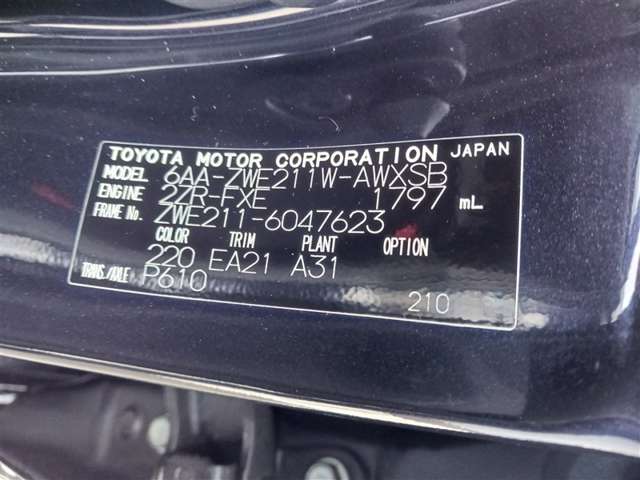 TOYOTA MOTOR CORPORATION JAPAN
MODEL 6AA-ZWE211W-AWXSB
ENGINE 2ZR-FXE 1797 mL
FRAME No. ZWE211-6047623
COLOR TRIM PLANT OPTION
220 EA21 A31
TRANS./AXLE P610
210